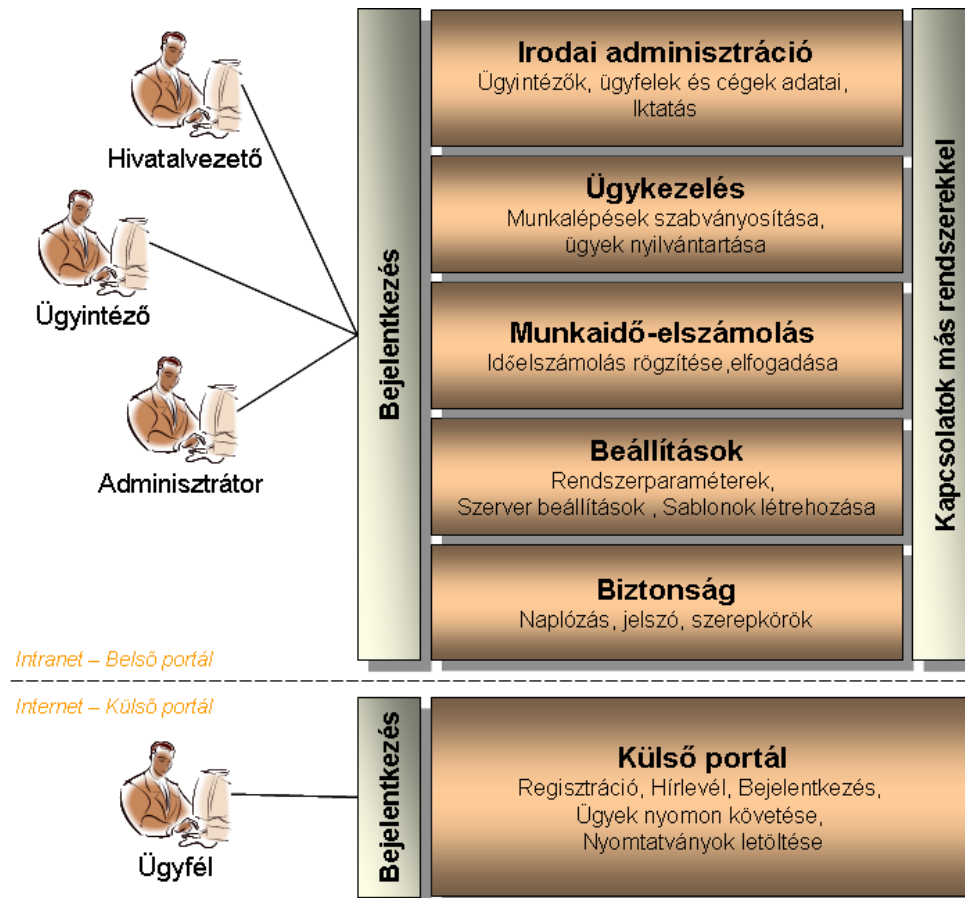 Hivatalvezető
Ügyintéző
Adminisztrátor
Bejelentkezés
Irodai adminisztráció
Ügyintézők, ügyfelek és cégek adatai,
Iktatás
Ügykezelés
Munkalépések szabványosítása,
ügyek nyilvántartása
Munkaidő-elszámolás
Időelszámolás rögzítése,elfogadása
Beállítások
Rendszerparaméterek,
Szerver beállítások , Sablonok létrehozása
Biztonság
Naplózás, jelszó, szerepkörök
Kapcsolatok más rendszerekkel
Intranet – Belső portál
Internet – Külső portál
Ügyfél
Bejelentkezés
Külső portál
Regisztráció, Hírlevél, Bejelentkezés,
Ügyek nyomon követése,
Nyomtatványok letöltése